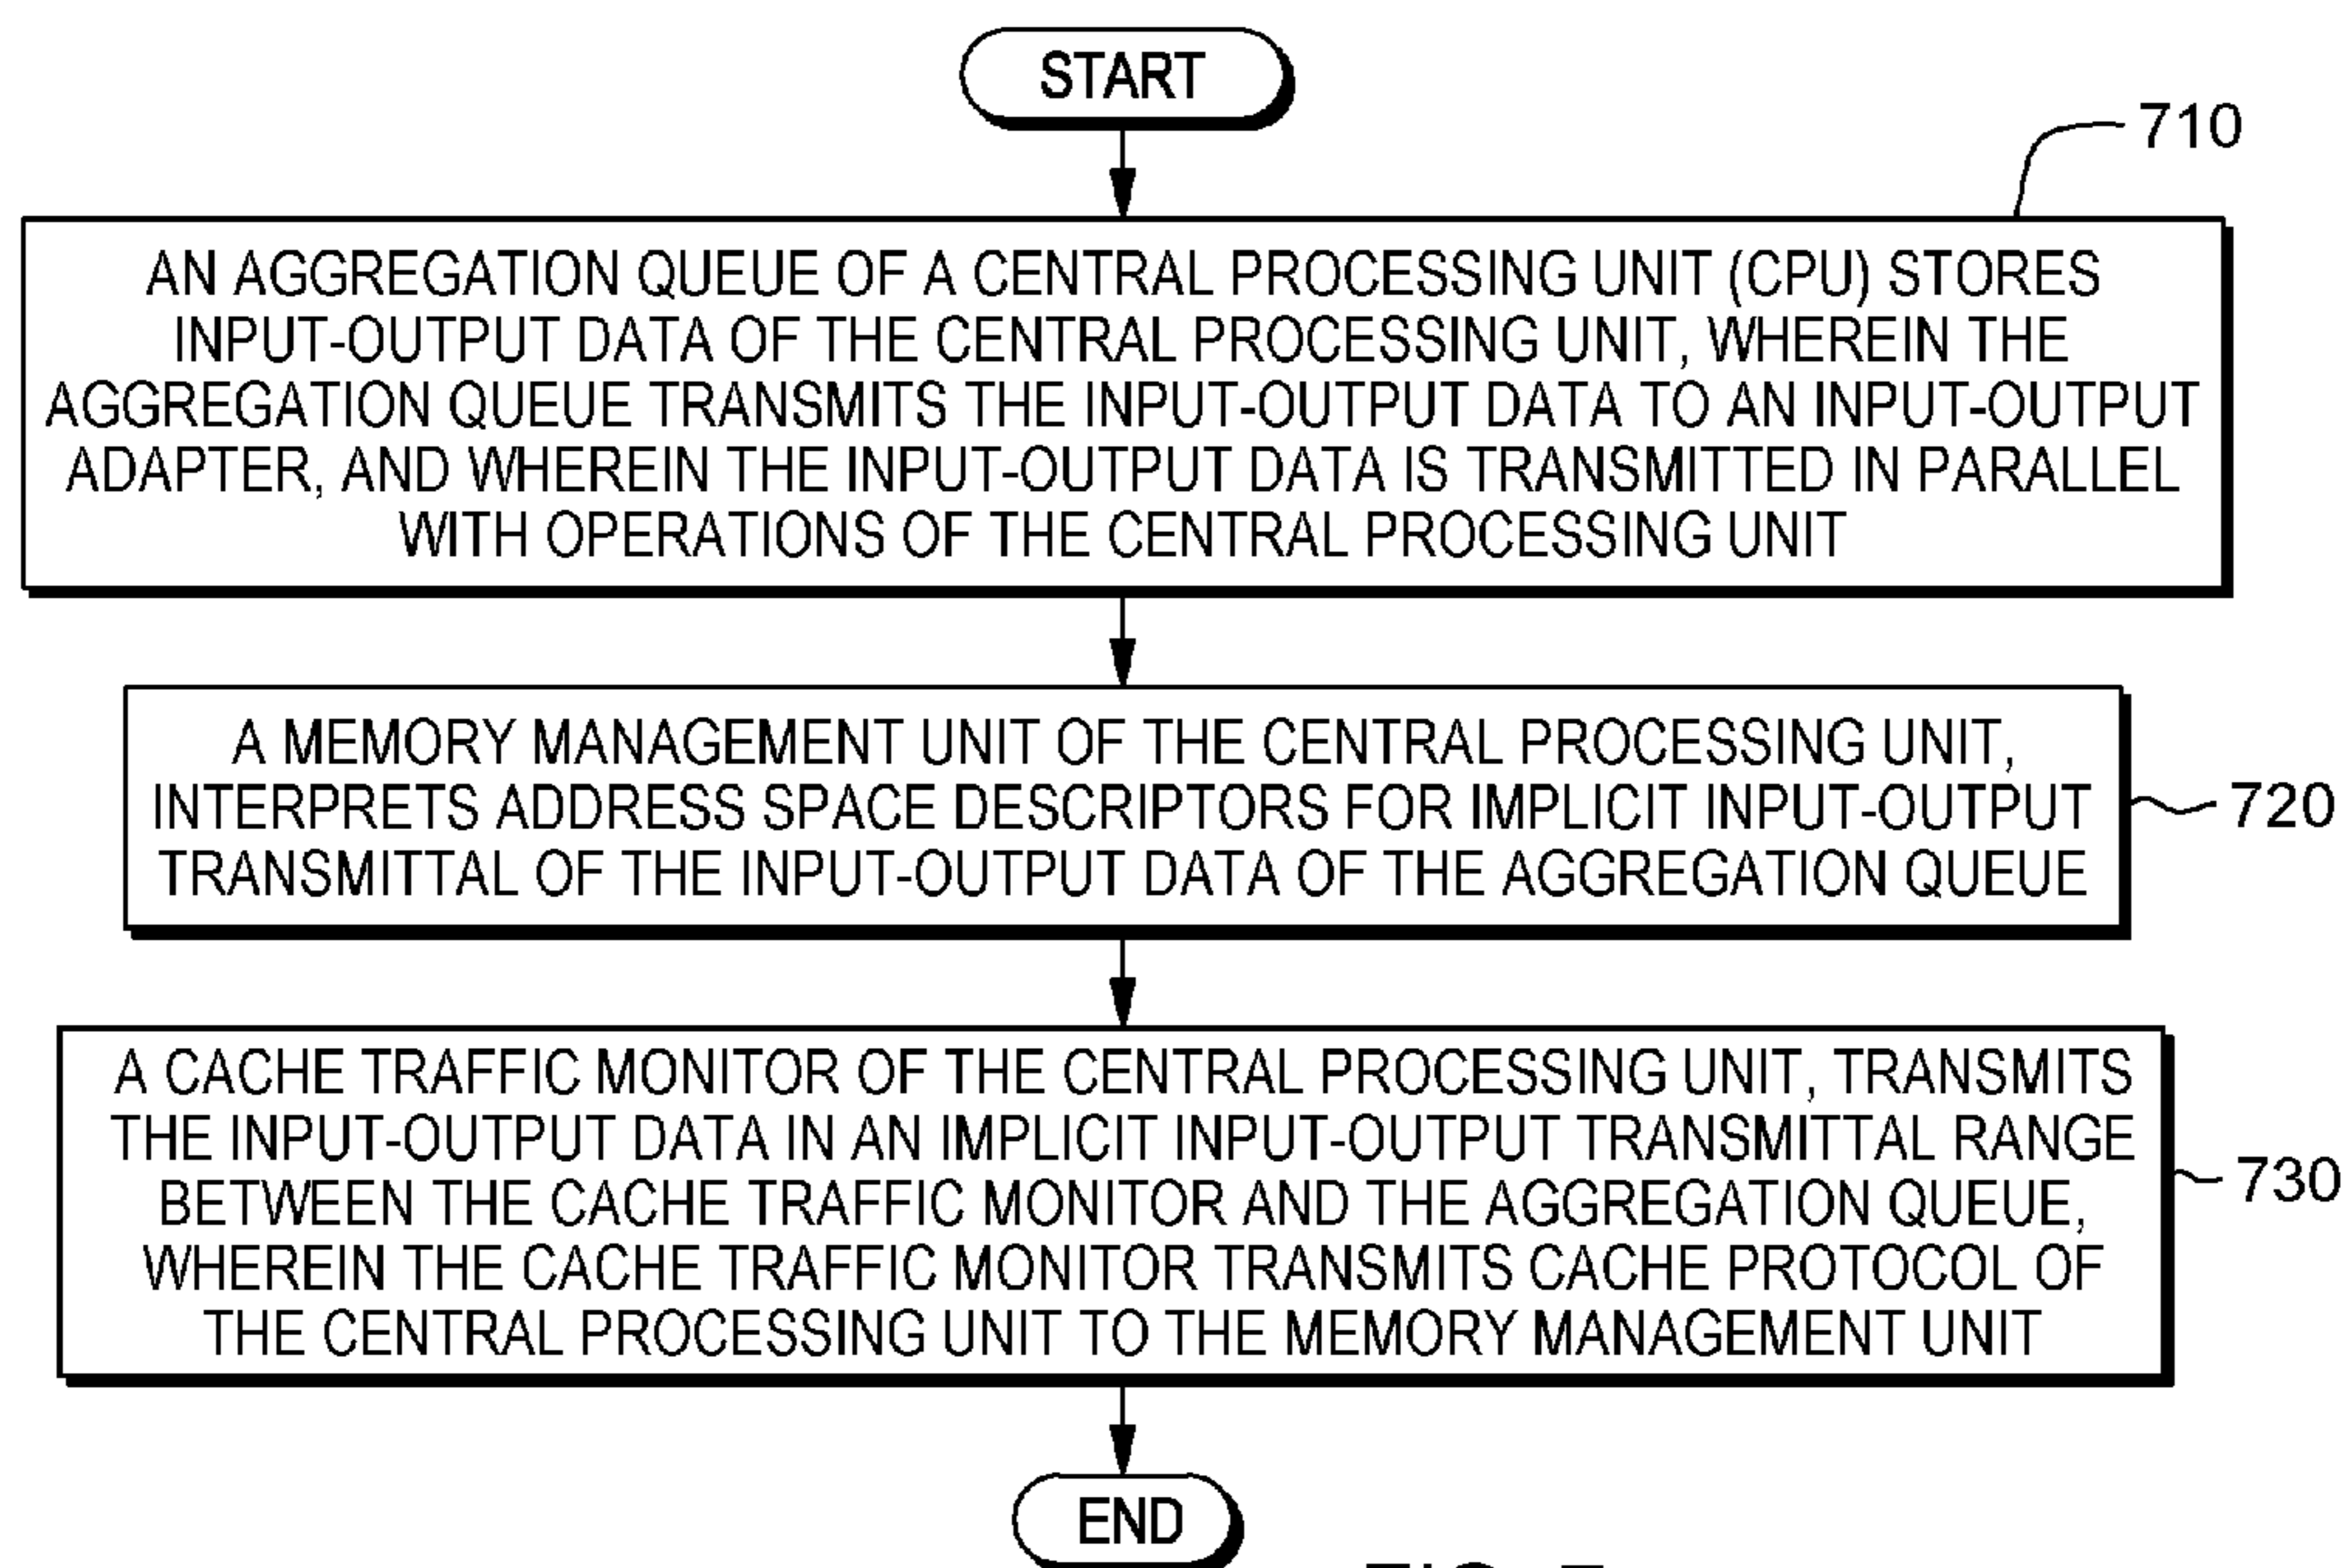 START
710
AN AGGREGATION QUEUE OF A CENTRAL PROCESSING UNIT (CPU) STORES
INPUT-OUTPUT DATA OF THE CENTRAL PROCESSING UNIT, WHEREIN THE
AGGREGATION QUEUE TRANSMITS THE INPUT-OUTPUT DATA TO AN INPUT-OUTPUT
ADAPTER, AND WHEREIN THE INPUT-OUTPUT DATA IS TRANSMITTED IN PARALLEL
WITH OPERATIONS OF THE CENTRAL PROCESSING UNIT
A MEMORY MANAGEMENT UNIT OF THE CENTRAL PROCESSING UNIT,
INTERPRETS ADDRESS SPACE DESCRIPTORS FOR IMPLICIT INPUT-OUTPUT
TRANSMITTAL OF THE INPUT-OUTPUT DATA OF THE AGGREGATION QUEUE
720
A CACHE TRAFFIC MONITOR OF THE CENTRAL PROCESSING UNIT, TRANSMITS
THE INPUT-OUTPUT DATA IN AN IMPLICIT INPUT-OUTPUT TRANSMITTAL RANGE
BETWEEN THE CACHE TRAFFIC MONITOR AND THE AGGREGATION QUEUE,
WHEREIN THE CACHE TRAFFIC MONITOR TRANSMITS CACHE PROTOCOL OF
THE CENTRAL PROCESSING UNIT TO THE MEMORY MANAGEMENT UNIT
730
END